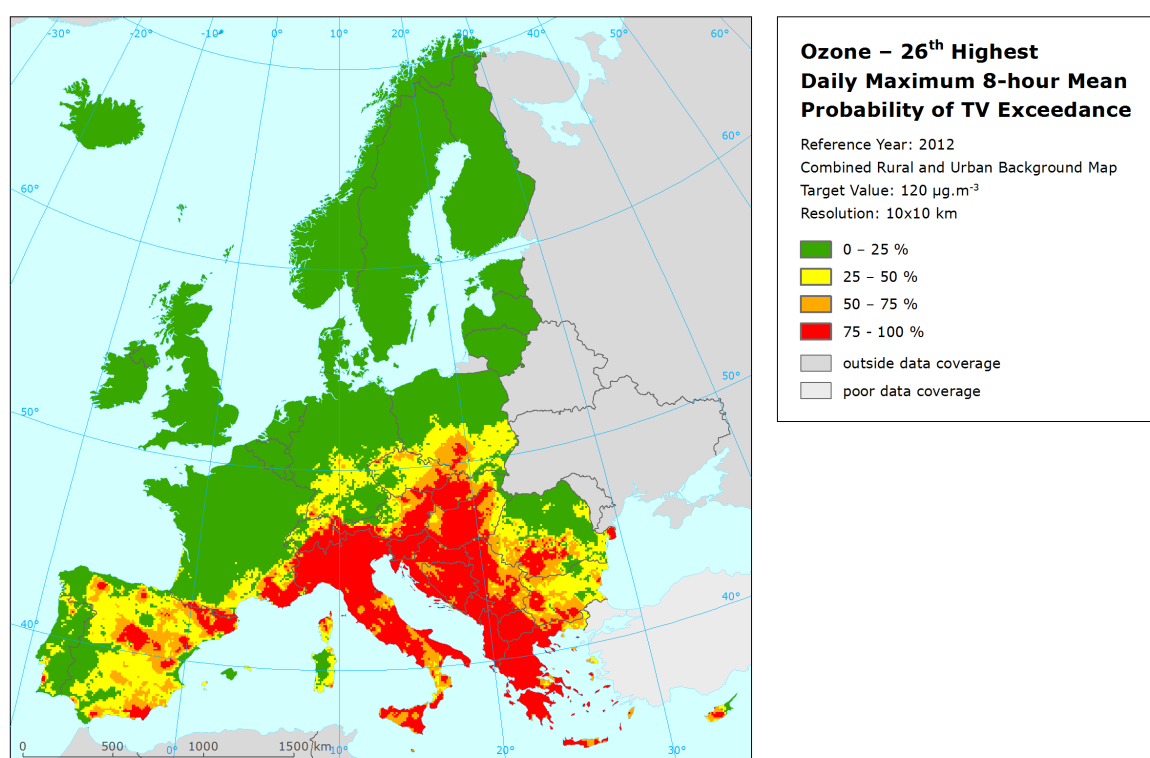 -30° -20° -10° 0° 10° 20° 30° 40° 50° 60°
60°
60°
50°
50°
40°
40°
0 500 1000 1500 km
0° 10° 20° 30°
Ozone – 26th Highest
Daily Maximum 8-hour Mean
Probability of TV Exceedance
Reference Year: 2012
Combined Rural and Urban Background Map
Target Value: 120 µg.m-3
Resolution: 10x10 km
0 – 25 %
25 – 50 %
50 – 75 %
75 - 100 %
outside data coverage
poor data coverage